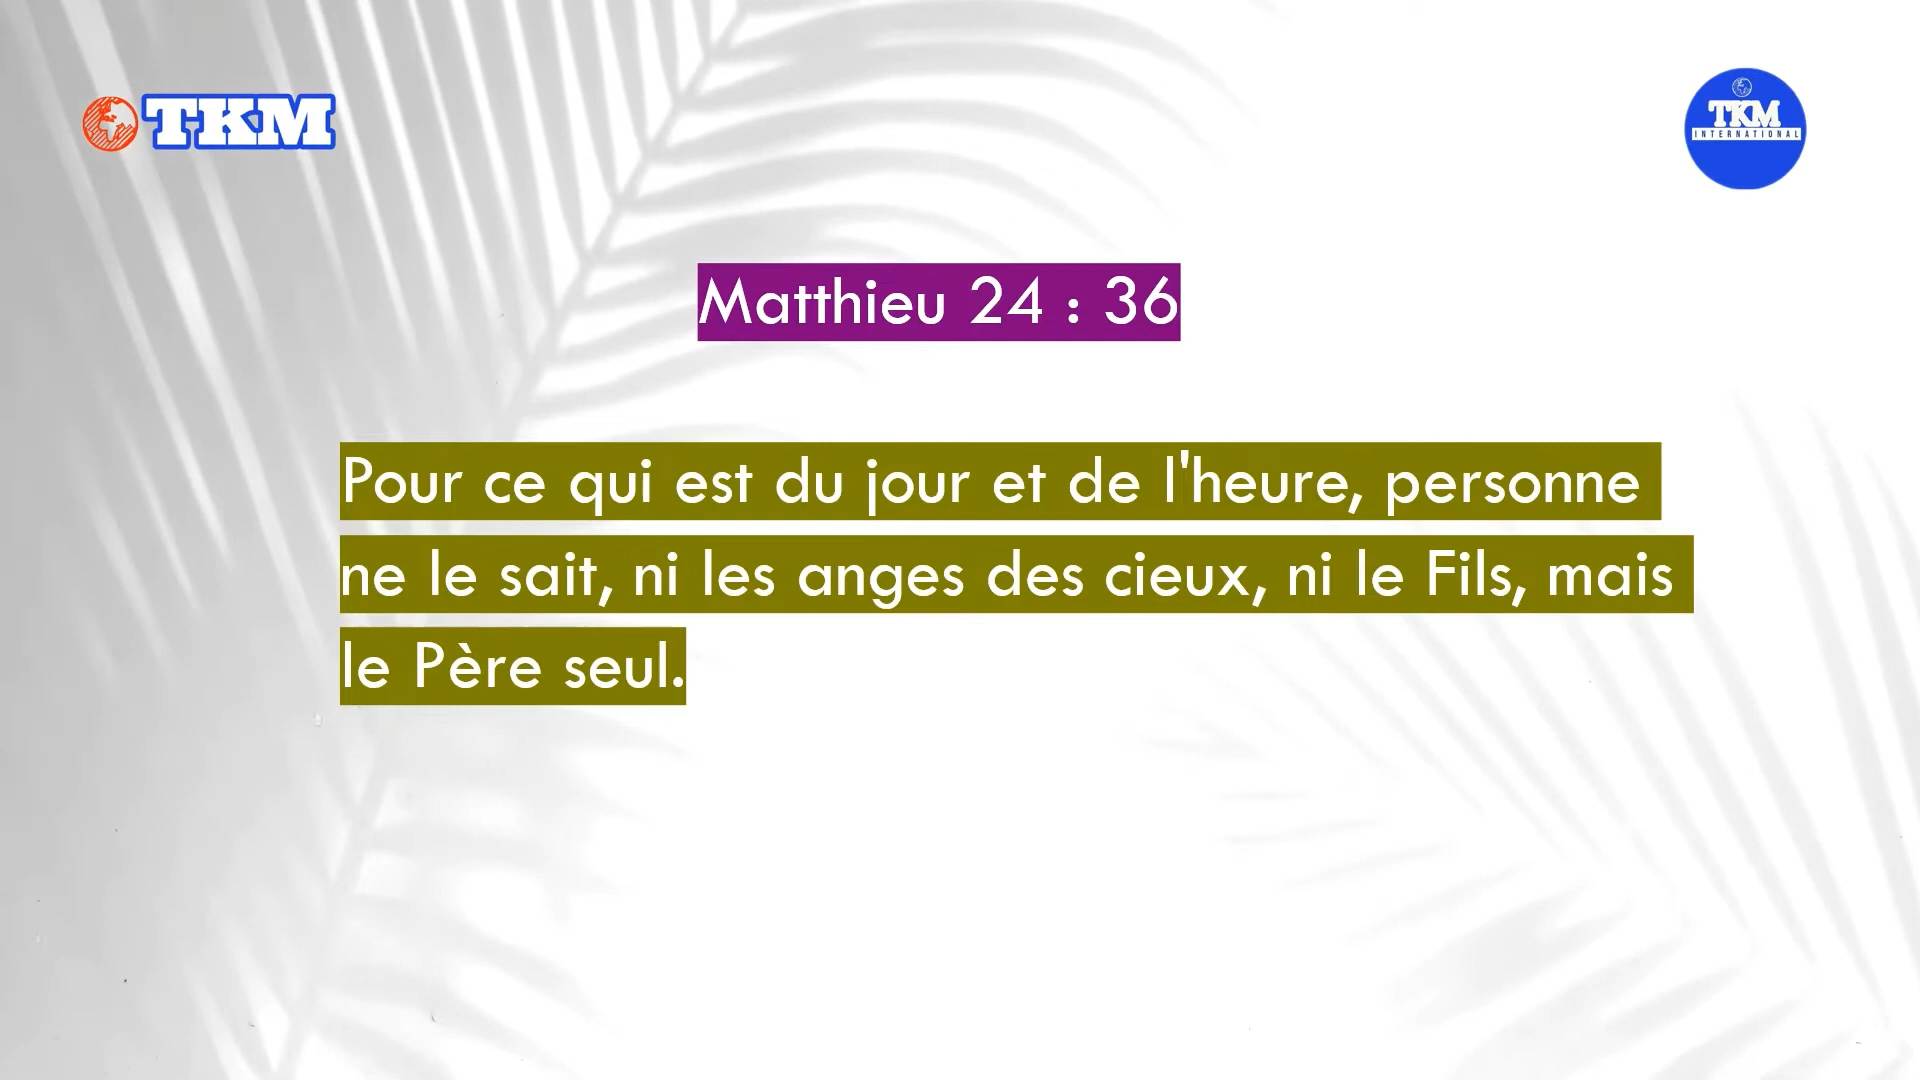 TKM
TKM
INTERNATIONAL
Matthieu 24 : 36
Pour ce qui est du jour et de l'heure, personne
ne le sait, ni les anges des cieux, ni le Fils, mais
le Père seul.